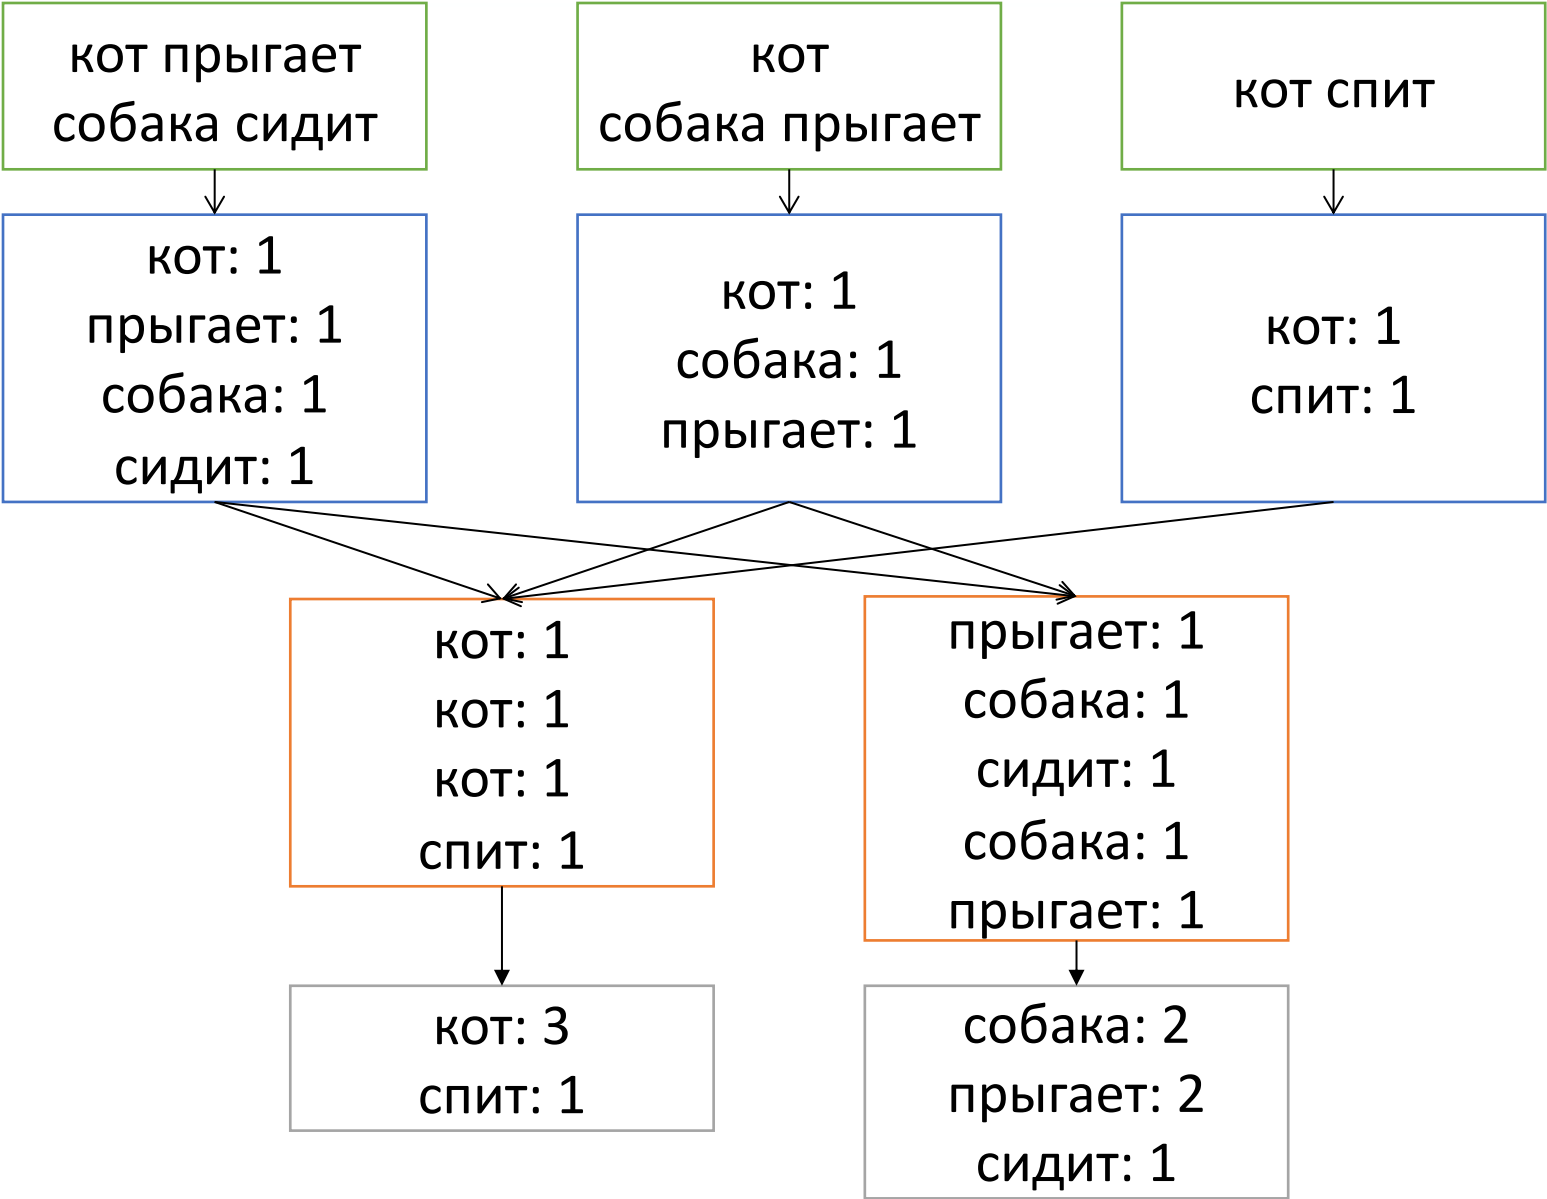 кот прыгает
собака сидит
кот
собака прыгает
кот спит
кот: 1
прыгает: 1
собака: 1
сидит: 1
кот: 1
собака: 1
прыгает: 1
кот: 1
спит: 1
кот: 1
кот: 1
кот: 1
спит: 1
прыгает: 1
собака: 1
сидит: 1
собака: 1
прыгает: 1
кот: 3
спит: 1
собака: 2
прыгает: 2
сидит: 1